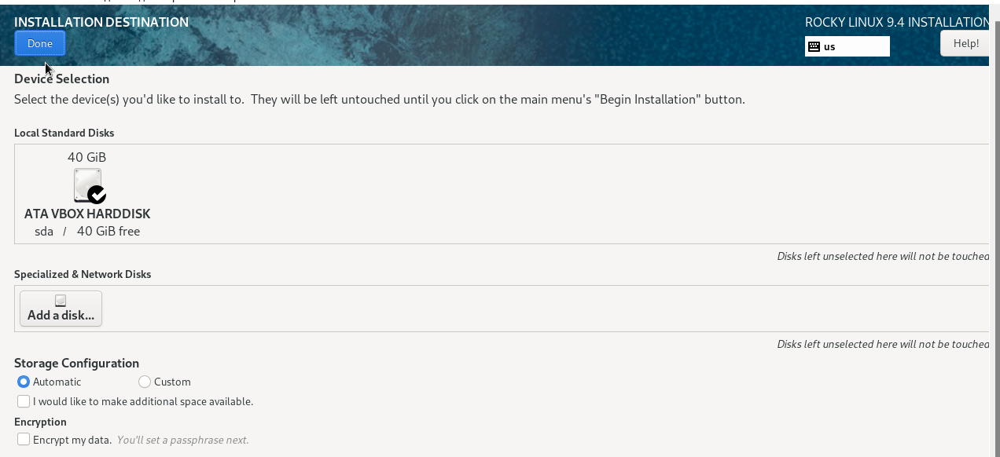 INSTALLATION DESTINATION
ROCKY LINUX 9.4 INSTALLATION
Done
us
Help!
Device Selection
Select the device(s) you'd like to install to.  They will be left untouched until you click on the main menu's "Begin Installation" button.
Local Standard Disks
40 GiB
ATA VBOX HARDDISK
sda / 40 GiB free
Disks left unselected here will not be touched
Specialized & Network Disks
Add a disk...
Disks left unselected here will not be touched
Storage Configuration
Automatic Custom
I would like to make additional space available.
Encryption
Encrypt my data. You'll set a passphrase next.